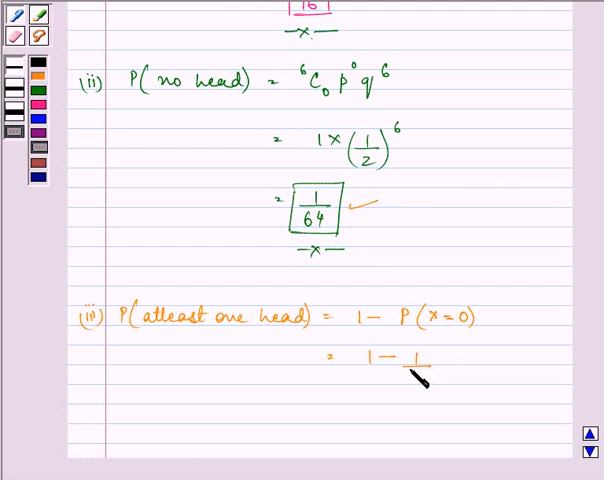 16
—x—
(ii) P( no head) = ⁶C₀ p⁰ q⁶
= 1 × (1/2)⁶
= 1/64 ✓
—x—
(iii) P(atleast one head) = 1 – P(x=0)
= 1 – 1/